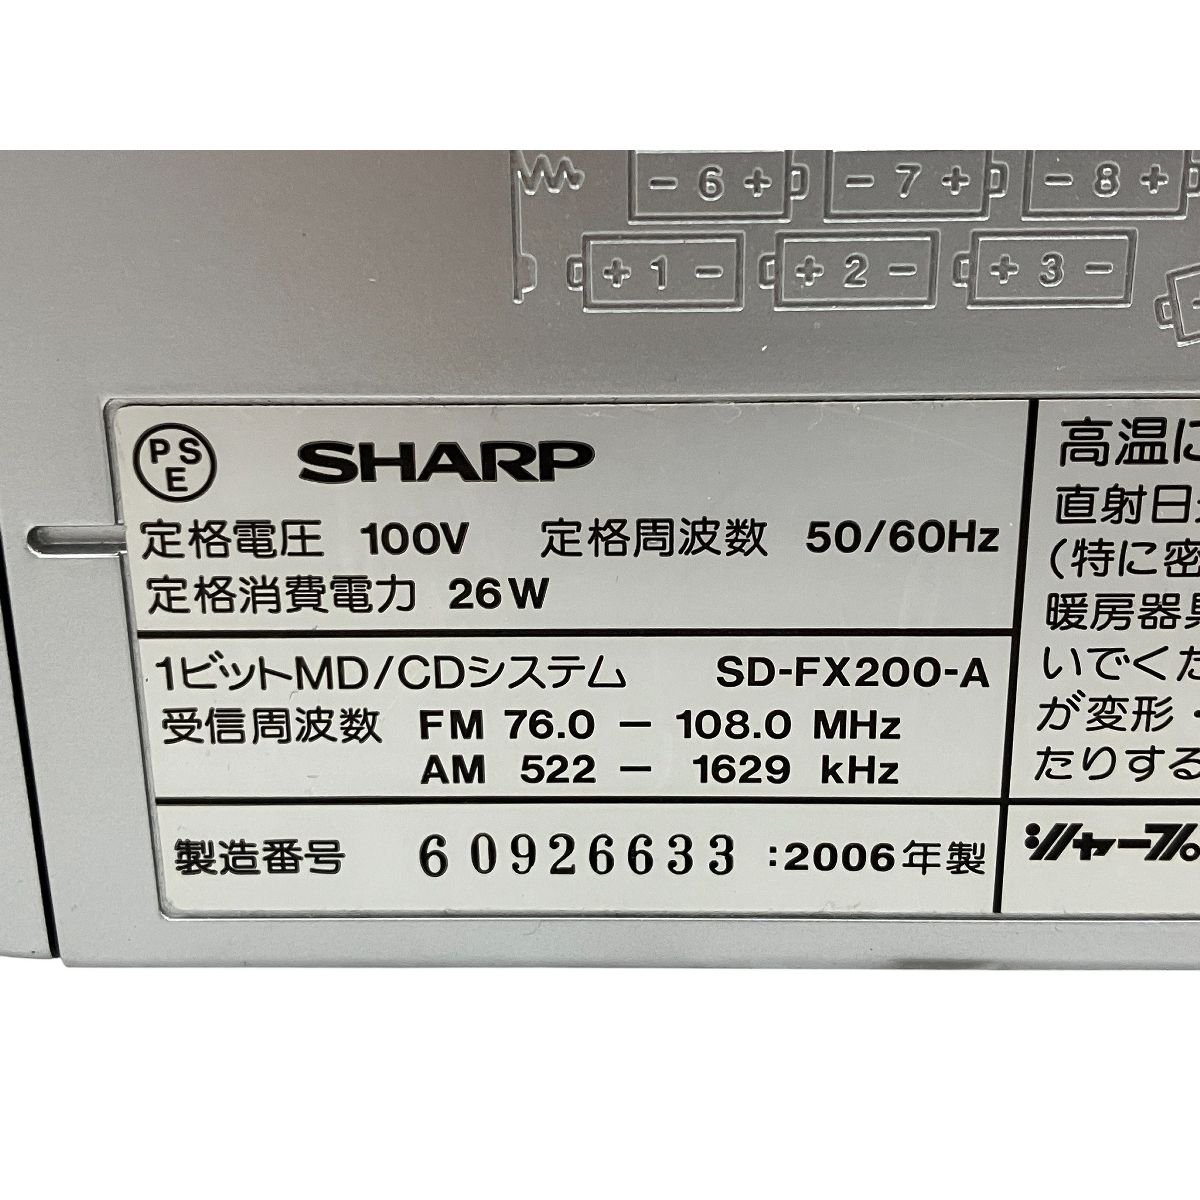 - 6 + - 7 + - 8 +
+ 1 - + 2 - + 3 -
PSE SHARP
定格電圧 100V 定格周波数 50/60Hz
定格消費電力 26W
1ビットMD/CDシステム SD-FX200-A
受信周波数 FM 76.0 - 108.0 MHz
AM 522 - 1629 kHz
製造番号 60926633 :2006年製
高温に
直射日
(特に密
暖房器具
いでくだ
が変形・
たりする
シャープ